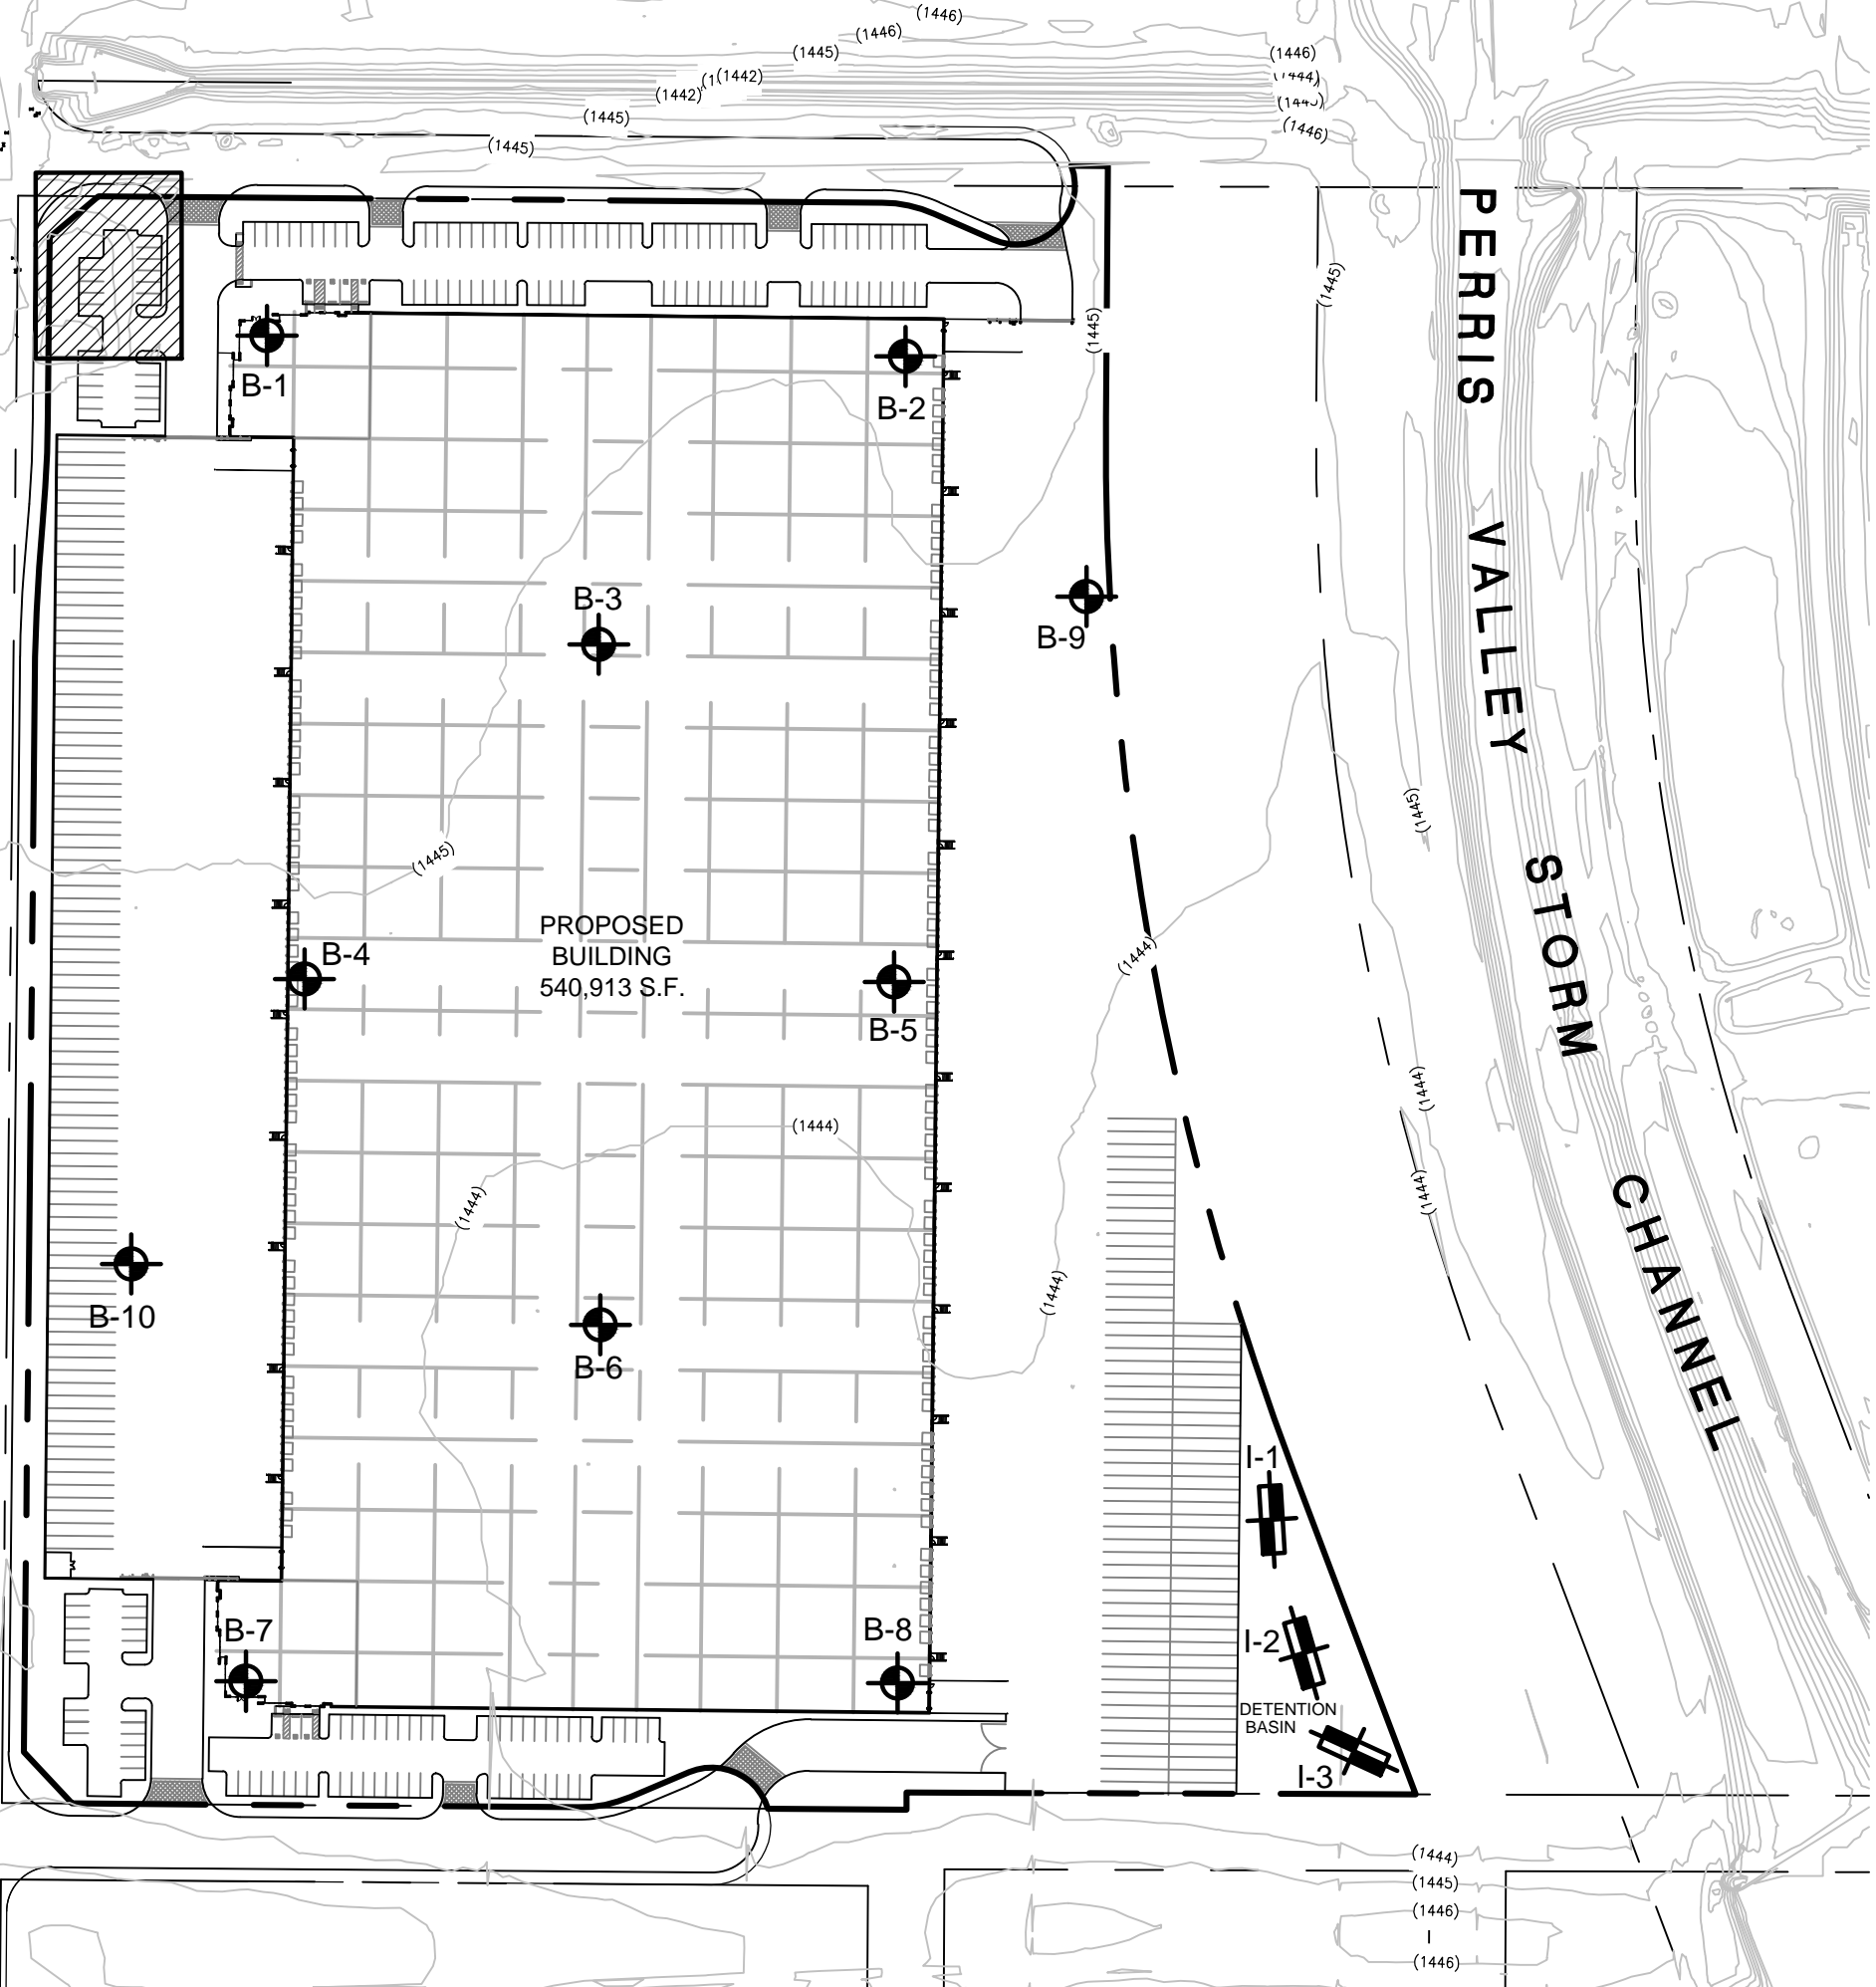 (1446)
(1446)
(1445)
(1446)
(1442)
(1444)
(1442)
(1445)
(1446)
(1445)
PERRIS VALLEY STORM CHANNEL
(1445)
(1445)
B-1
B-2
B-3
B-9
(1445)
(1445)
PROPOSED
BUILDING
540,913 S.F.
B-4
(1444)
B-5
(1444)
(1444)
(1444)
(1444)
(1444)
B-10
B-6
I-1
B-7
B-8
I-2
DETENTION
BASIN
I-3
(1444)
(1445)
(1446)
(1446)